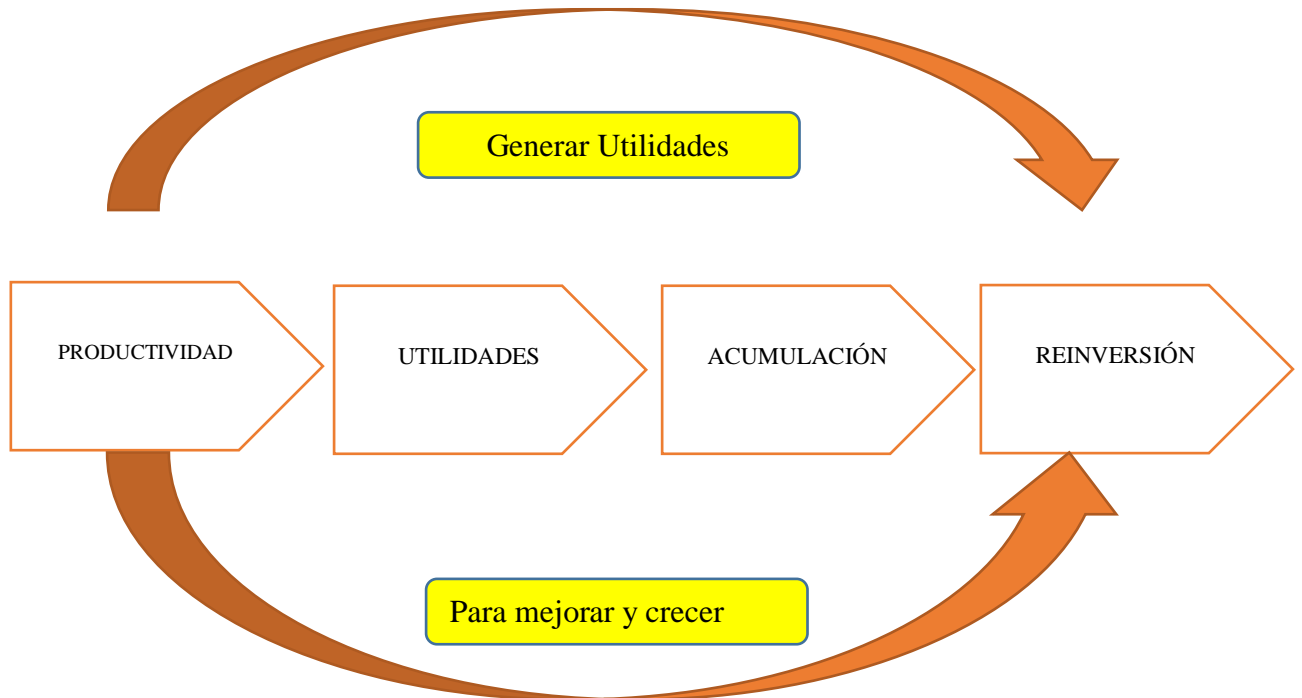 Generar Utilidades
PRODUCTIVIDAD
UTILIDADES
ACUMULACIÓN
REINVERSIÓN
Para mejorar y crecer